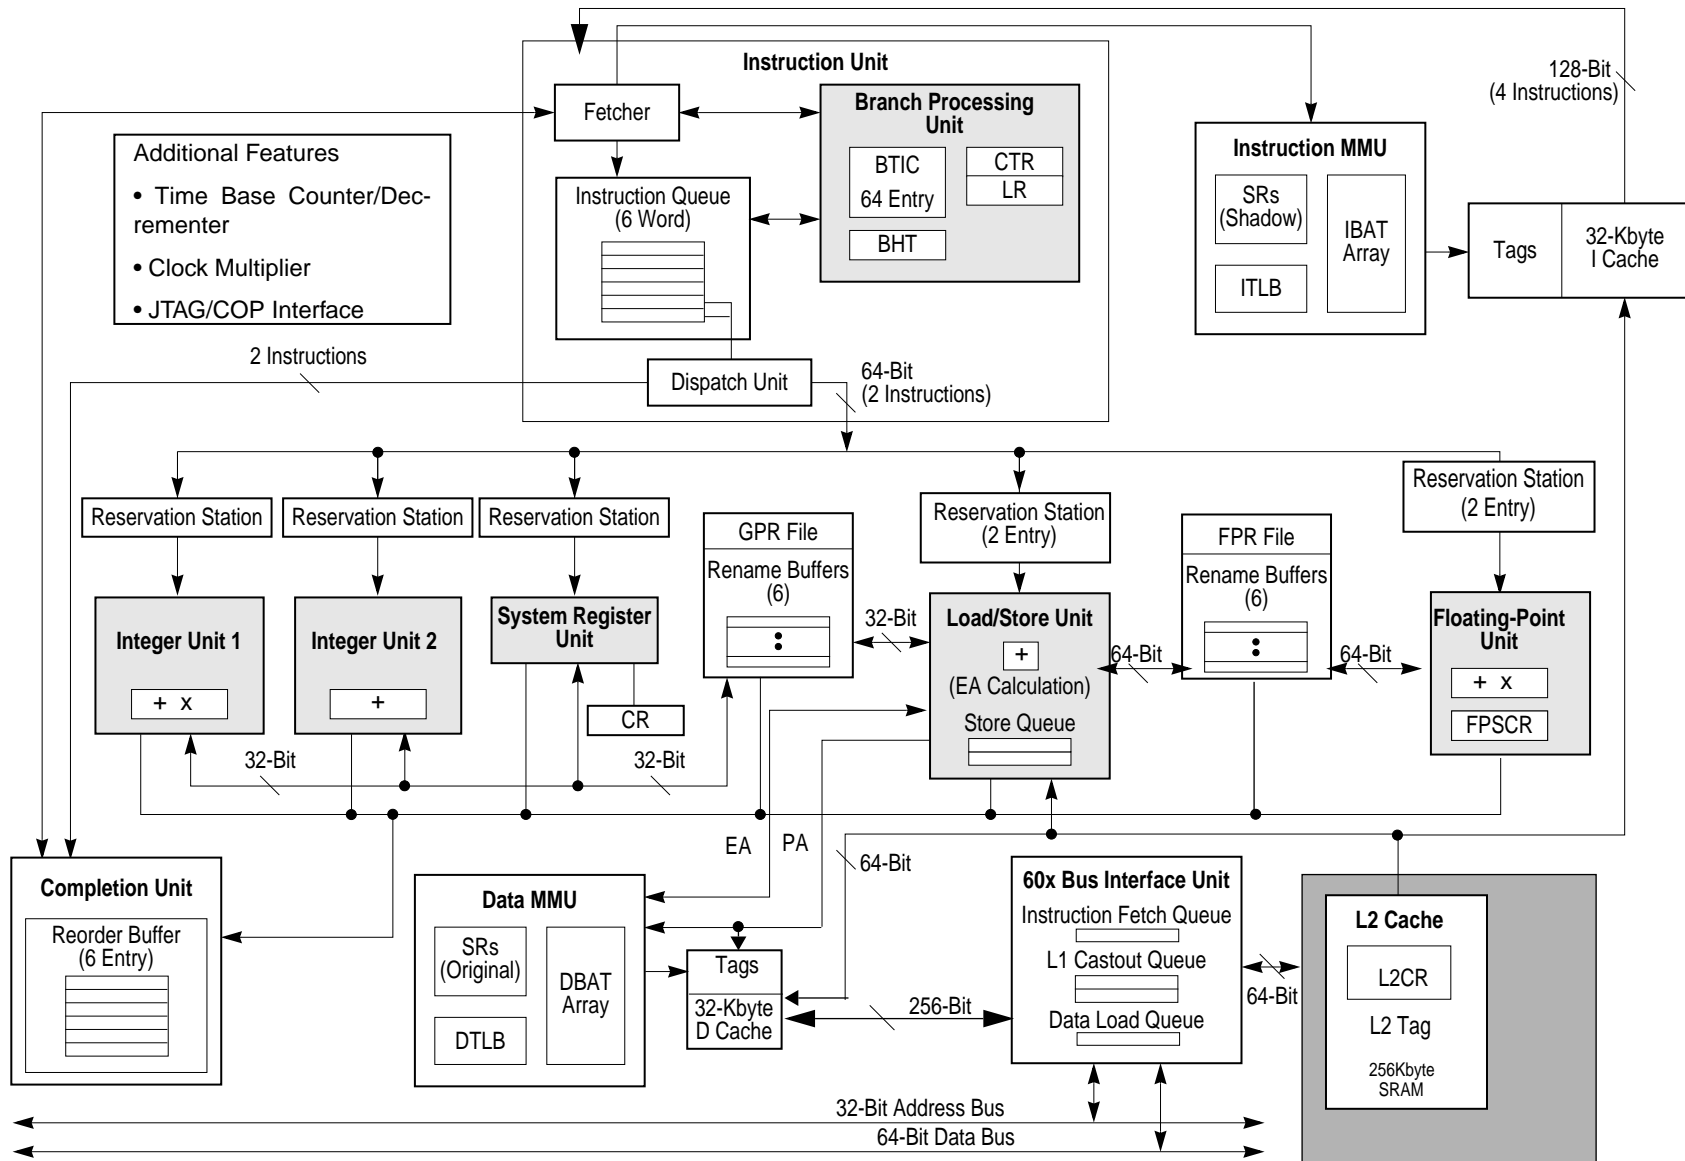 Instruction Unit
128-Bit
(4 Instructions)
Fetcher
Branch Processing
Unit
BTIC
64 Entry
CTR
LR
BHT
Instruction Queue
(6 Word)
Additional Features
• Time Base Counter/Dec-
rementer
• Clock Multiplier
• JTAG/COP Interface
Instruction MMU
SRs
(Shadow)
IBAT
Array
ITLB
Tags
32-Kbyte
I Cache
2 Instructions
Dispatch Unit
64-Bit
(2 Instructions)
Reservation Station
Reservation Station
Reservation Station
Reservation Station
(2 Entry)
Reservation Station
(2 Entry)
GPR File
Rename Buffers
(6)
FPR File
Rename Buffers
(6)
Integer Unit 1
+ x
Integer Unit 2
+
System Register
Unit
CR
32-Bit
Load/Store Unit
+
(EA Calculation)
Store Queue
64-Bit
64-Bit
Floating-Point
Unit
+ x
FPSCR
32-Bit
32-Bit
EA
PA
64-Bit
Completion Unit
Reorder Buffer
(6 Entry)
Data MMU
SRs
(Original)
DBAT
Array
DTLB
Tags
32-Kbyte
D Cache
256-Bit
60x Bus Interface Unit
Instruction Fetch Queue
L1 Castout Queue
Data Load Queue
64-Bit
L2 Cache
L2CR
L2 Tag
256Kbyte
SRAM
32-Bit Address Bus
64-Bit Data Bus